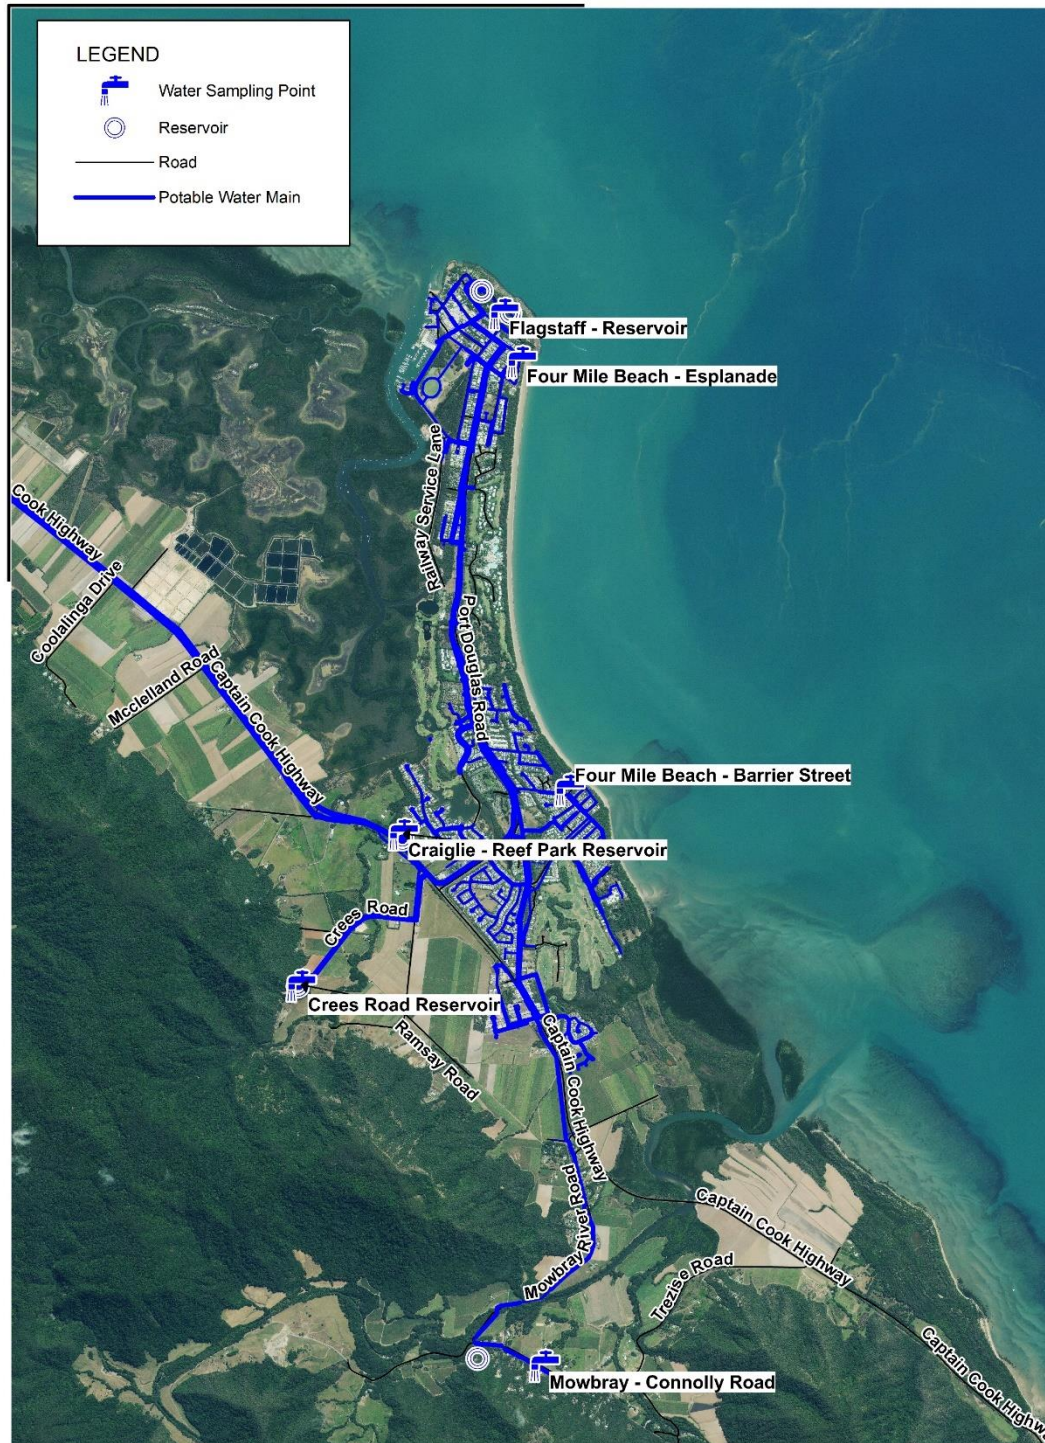 LEGEND
Water Sampling Point
Reservoir
Road
Potable Water Main
Flagstaff - Reservoir
Four Mile Beach - Esplanade
Railway Service Lane
Cook Highway
Coolalinga Drive
Mcclelland Road
Captain Cook Highway
Port Douglas Road
Four Mile Beach - Barrier Street
Craiglie - Reef Park Reservoir
Crees Road
Crees Road Reservoir
Ramsay Road
Captain Cook Highway
Mowbray River Road
Captain Cook Highway
Trezise Road
Captain Cook Highway
Mowbray - Connolly Road